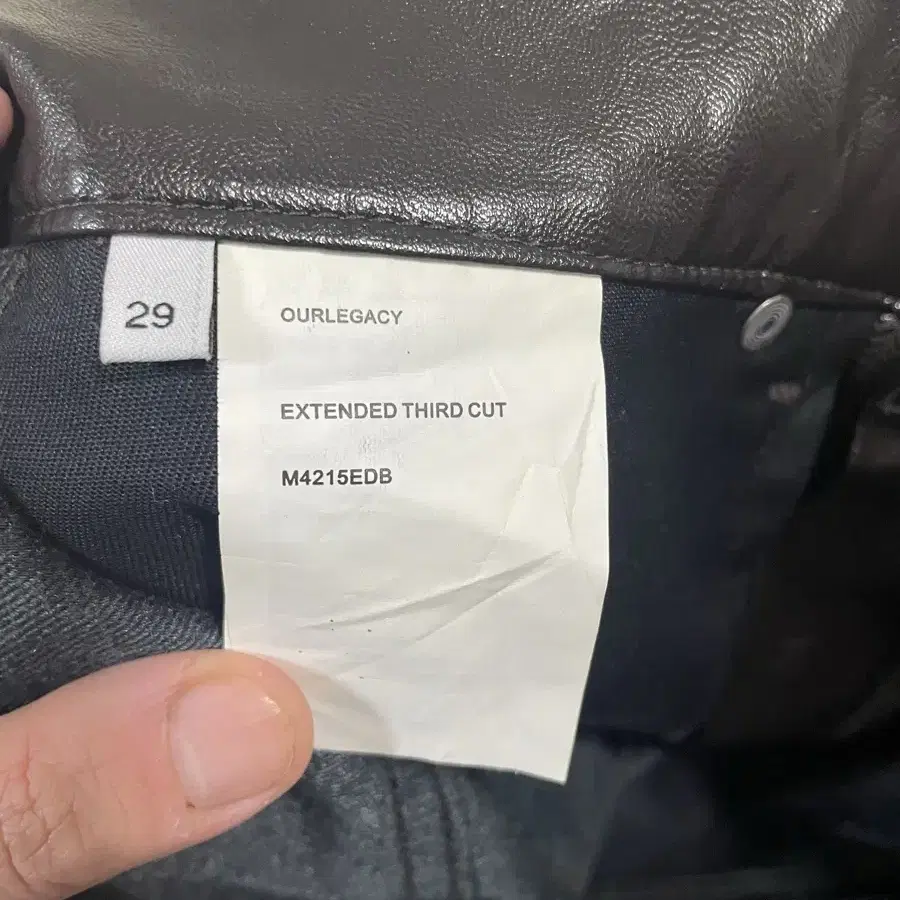 29
OURLEGACY
EXTENDED THIRD CUT
M4215EDB